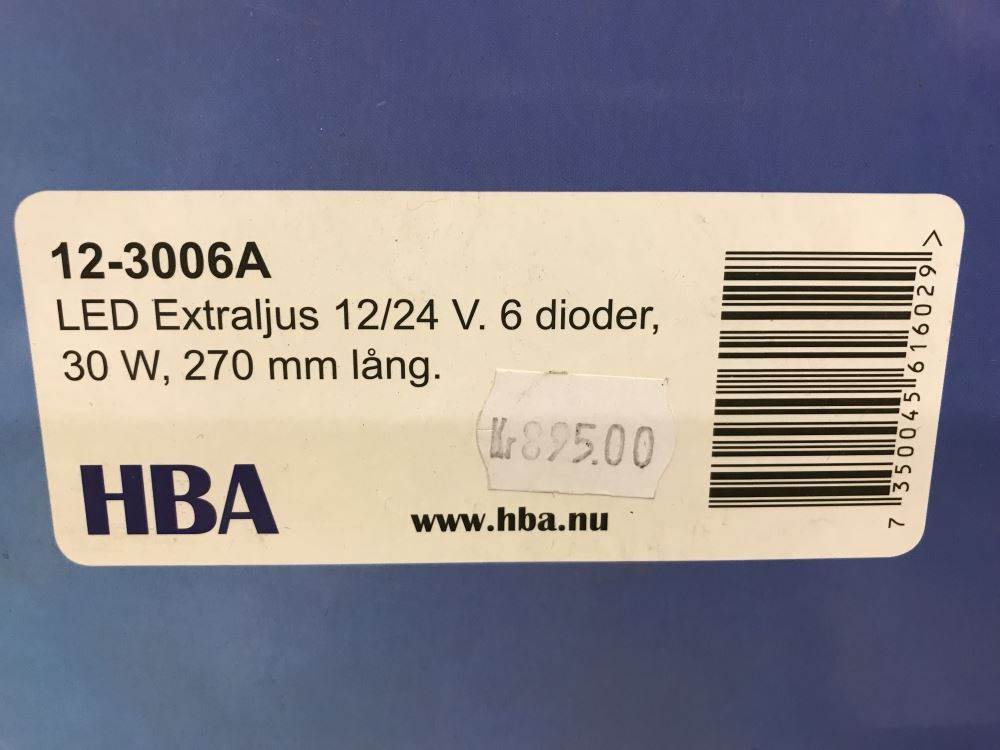 12-3006A
LED Extraljus 12/24 V. 6 dioder,
30 W, 270 mm lång.
Kr895.00
HBA
www.hba.nu
7 350045 616029 >